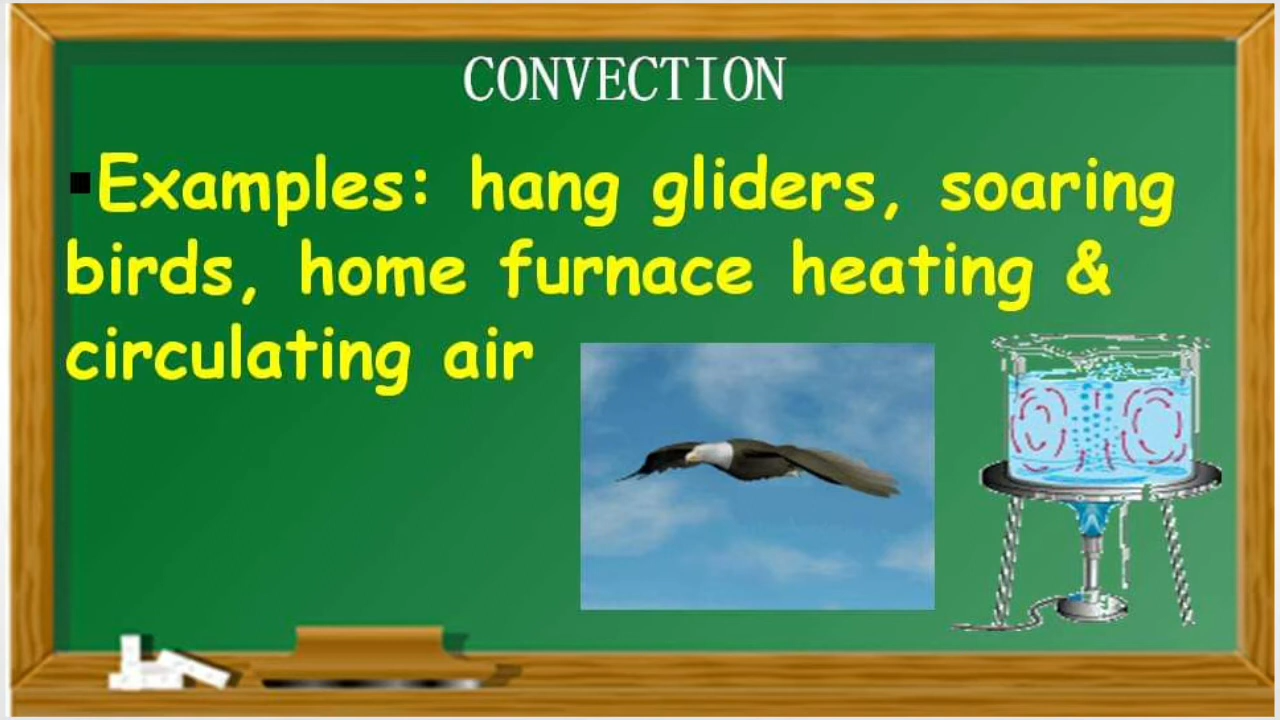 CONVECTION
▪Examples: hang gliders, soaring
birds, home furnace heating &
circulating air